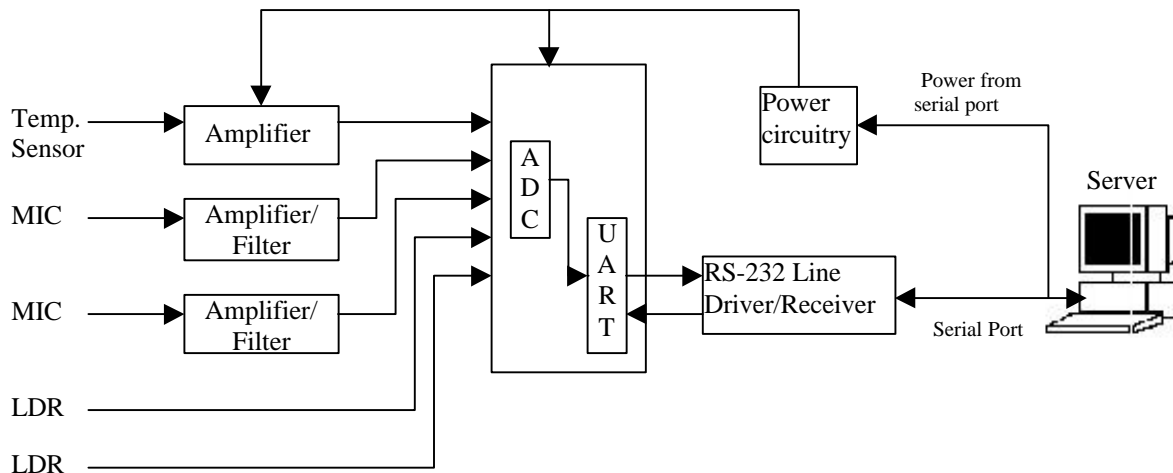 Power from
serial port
Temp.
Sensor
Amplifier
Power
circuitry
A
D
C
Server
MIC
Amplifier/
Filter
U
A
R
T
RS-232 Line
Driver/Receiver
MIC
Amplifier/
Filter
Serial Port
LDR
LDR